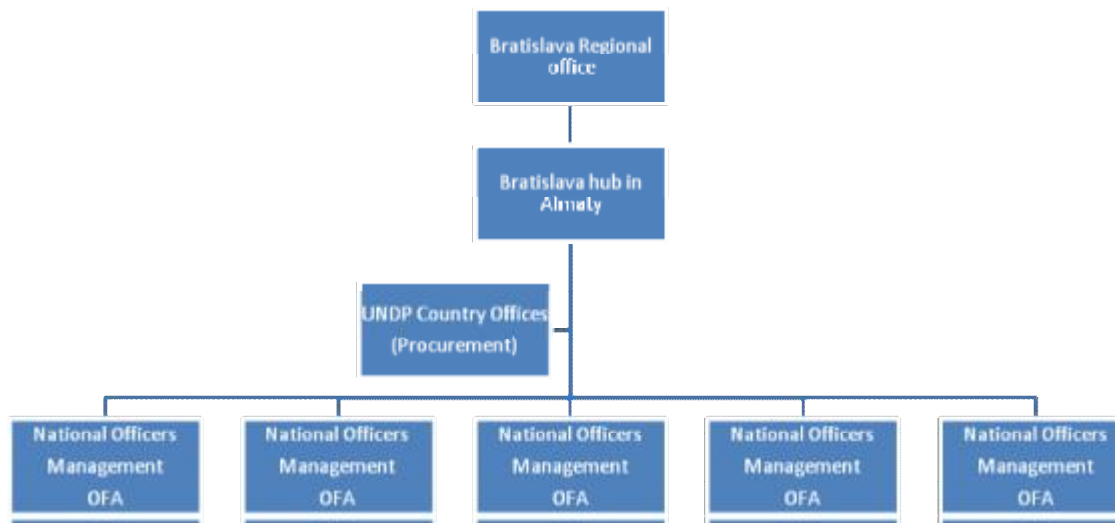 Bratislava Regional
office
Bratislava hub in
Almaty
UNDP Country Offices
(Procurement)
National Officers
Management
OFA
National Officers
Management
OFA
National Officers
Management
OFA
National Officers
Management
OFA
National Officers
Management
OFA